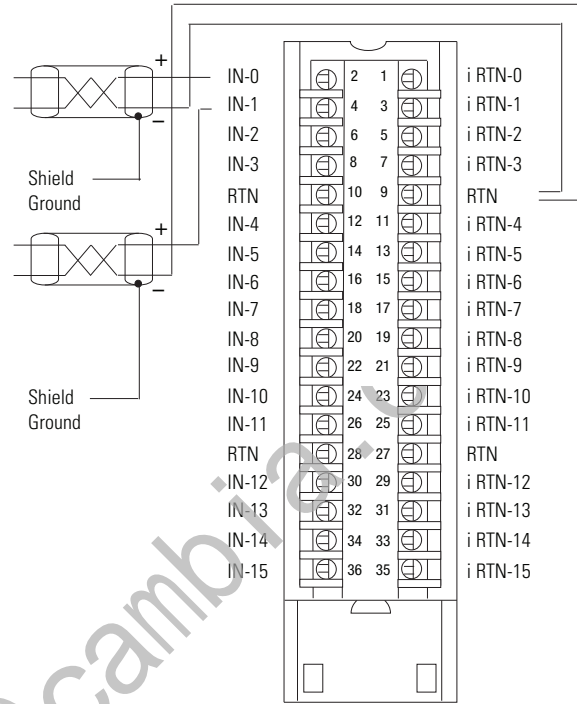 +
IN-0 2 1 i RTN-0
IN-1 4 3 i RTN-1
–
IN-2 6 5 i RTN-2
IN-3 8 7 i RTN-3
Shield
Ground
RTN 10 9 RTN
IN-4 12 11 i RTN-4
+
IN-5 14 13 i RTN-5
IN-6 16 15 i RTN-6
–
IN-7 18 17 i RTN-7
IN-8 20 19 i RTN-8
IN-9 22 21 i RTN-9
Shield
Ground
IN-10 24 23 i RTN-10
IN-11 26 25 i RTN-11
RTN 28 27 RTN
IN-12 30 29 i RTN-12
IN-13 32 31 i RTN-13
IN-14 34 33 i RTN-14
IN-15 36 35 i RTN-15